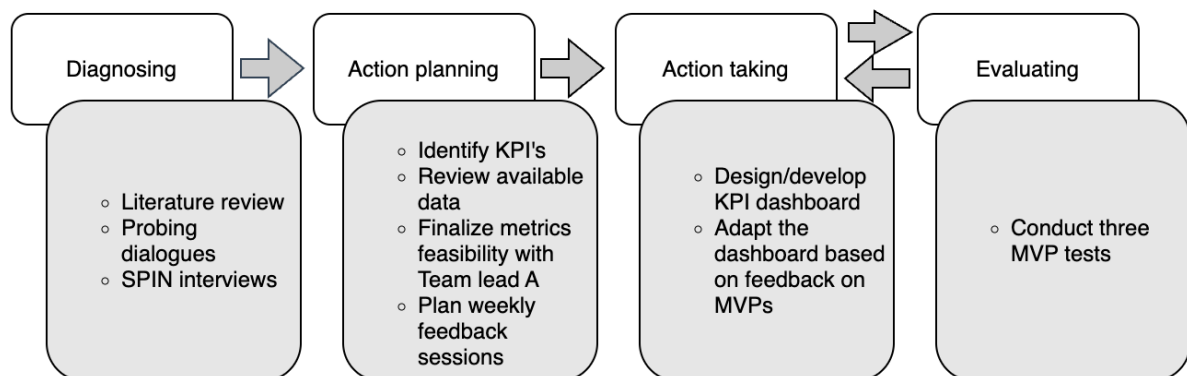 Diagnosing
Action planning
Action taking
Evaluating
Literature review
Probing
dialogues
SPIN interviews
Identify KPI's
Review available
data
Finalize metrics
feasibility with
Team lead A
Plan weekly
feedback
sessions
Design/develop
KPI dashboard
Adapt the
dashboard based
on feedback on
MVPs
Conduct three
MVP tests